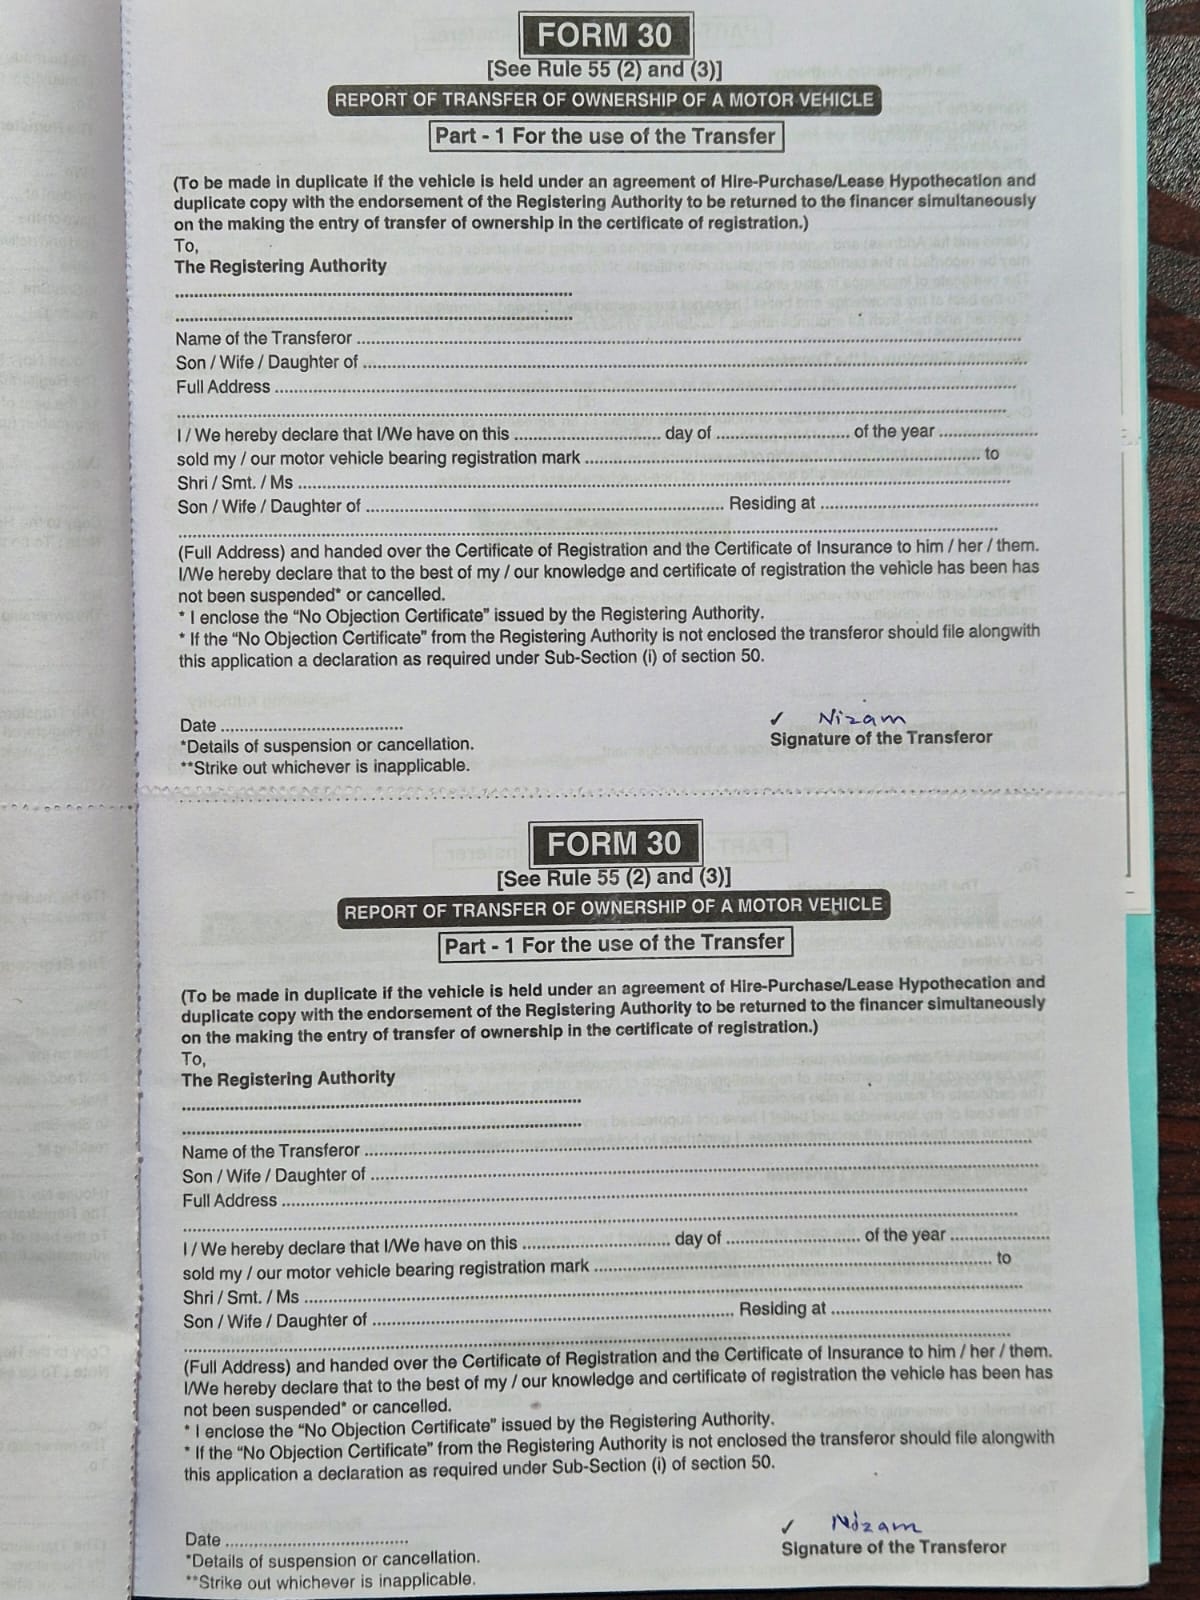 FORM 30
[See Rule 55 (2) and (3)]
REPORT OF TRANSFER OF OWNERSHIP OF A MOTOR VEHICLE
Part - 1 For the use of the Transfer
(To be made in duplicate if the vehicle is held under an agreement of Hire-Purchase/Lease Hypothecation and
duplicate copy with the endorsement of the Registering Authority to be returned to the financer simultaneously
on the making the entry of transfer of ownership in the certificate of registration.)
To,
The Registering Authority
Name of the Transferor
Son / Wife / Daughter of
Full Address
I / We hereby declare that I/We have on this ............ day of ............ of the year ............
sold my / our motor vehicle bearing registration mark ............ to
Shri / Smt. / Ms
Son / Wife / Daughter of ............ Residing at ............
(Full Address) and handed over the Certificate of Registration and the Certificate of Insurance to him / her / them.
I/We hereby declare that to the best of my / our knowledge and certificate of registration the vehicle has been has
not been suspended* or cancelled.
* I enclose the “No Objection Certificate” issued by the Registering Authority.
* If the “No Objection Certificate” from the Registering Authority is not enclosed the transferor should file alongwith
this application a declaration as required under Sub-Section (i) of section 50.
✓ Nizam
Date ............ Signature of the Transferor
*Details of suspension or cancellation.
**Strike out whichever is inapplicable.
FORM 30
[See Rule 55 (2) and (3)]
REPORT OF TRANSFER OF OWNERSHIP OF A MOTOR VEHICLE
Part - 1 For the use of the Transfer
(To be made in duplicate if the vehicle is held under an agreement of Hire-Purchase/Lease Hypothecation and
duplicate copy with the endorsement of the Registering Authority to be returned to the financer simultaneously
on the making the entry of transfer of ownership in the certificate of registration.)
To,
The Registering Authority
Name of the Transferor
Son / Wife / Daughter of
Full Address
I / We hereby declare that I/We have on this ............ day of ............ of the year ............
sold my / our motor vehicle bearing registration mark ............ to
Shri / Smt. / Ms
Son / Wife / Daughter of ............ Residing at ............
(Full Address) and handed over the Certificate of Registration and the Certificate of Insurance to him / her / them.
I/We hereby declare that to the best of my / our knowledge and certificate of registration the vehicle has been has
not been suspended* or cancelled.
* I enclose the “No Objection Certificate” issued by the Registering Authority.
* If the “No Objection Certificate” from the Registering Authority is not enclosed the transferor should file alongwith
this application a declaration as required under Sub-Section (i) of section 50.
✓ Nizam
Date ............ Signature of the Transferor
*Details of suspension or cancellation.
**Strike out whichever is inapplicable.